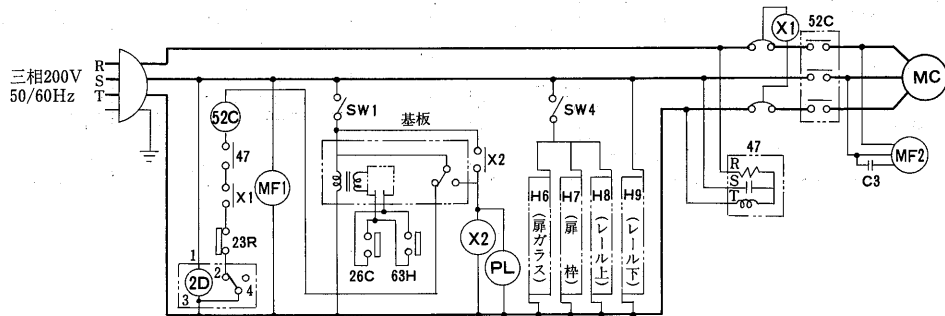 三相200V
50/60Hz
R
S
T
52C
47
X1
23R
1
2D
2
3
4
MF1
SW1
基板
X2
26C
63H
X2
PL
SW4
H6(扉ガラス)
H7(扉 枠)
H8(レール上)
H9(レール下)
47
R
S
T
X1
52C
MC
MF2
C3